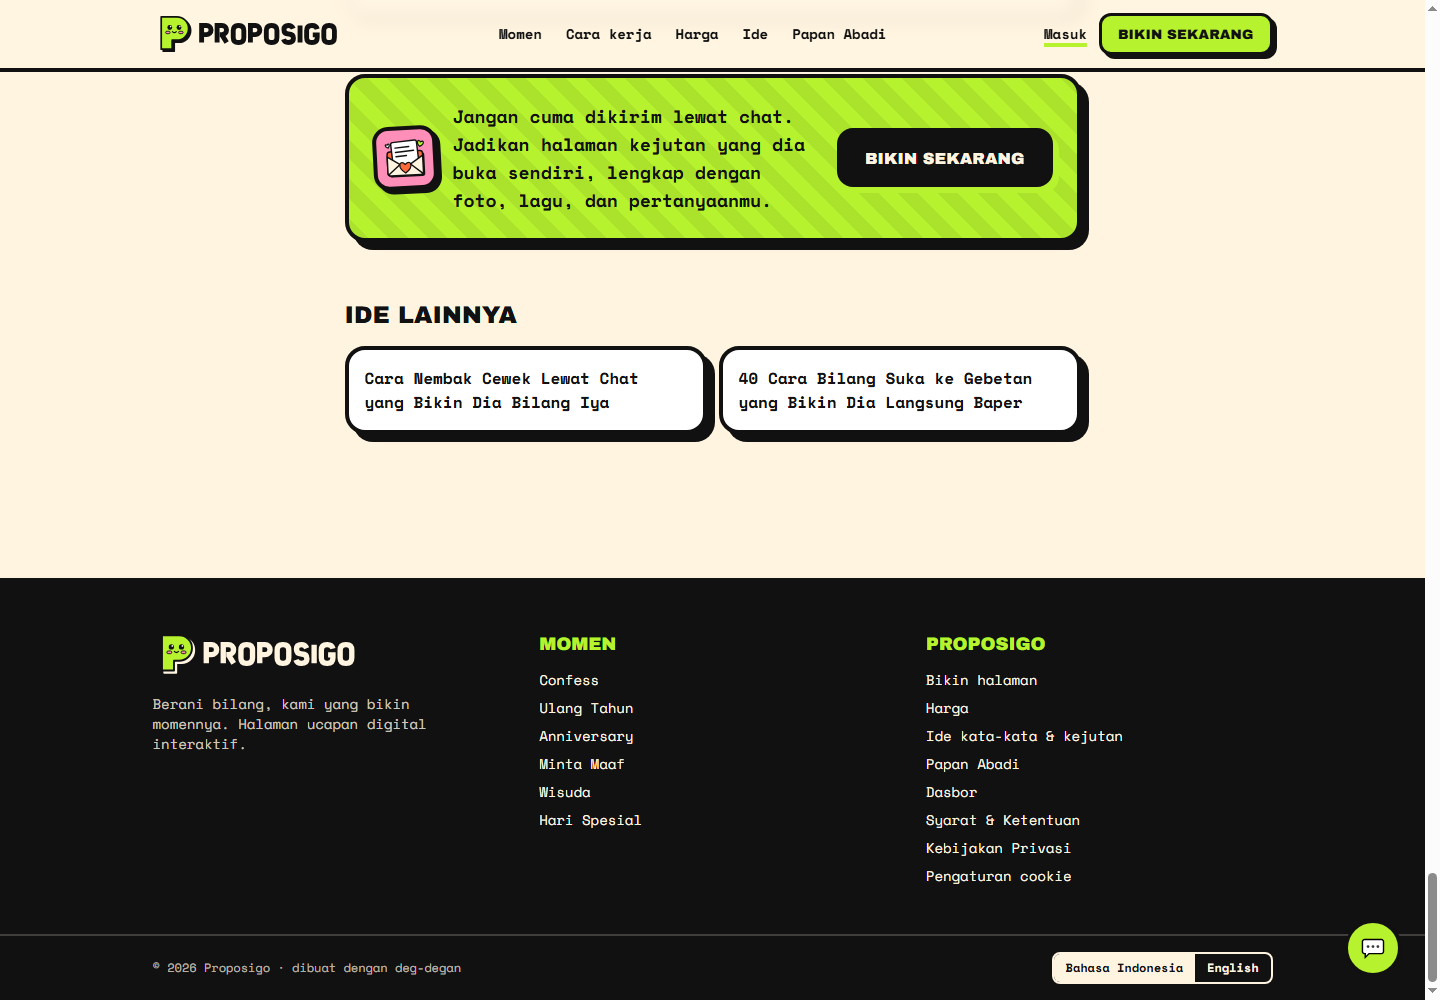 PROPOSIGO
Momen
Cara kerja
Harga
Ide
Papan Abadi
Masuk
BIKIN SEKARANG
Jangan cuma dikirim lewat chat.
Jadikan halaman kejutan yang dia
buka sendiri, lengkap dengan
foto, lagu, dan pertanyaanmu.
BIKIN SEKARANG
IDE LAINNYA
Cara Nembak Cewek Lewat Chat
yang Bikin Dia Bilang Iya
40 Cara Bilang Suka ke Gebetan
yang Bikin Dia Langsung Baper
PROPOSIGO
Berani bilang, kami yang bikin
momennya. Halaman ucapan digital
interaktif.
MOMEN
Confess
Ulang Tahun
Anniversary
Minta Maaf
Wisuda
Hari Spesial
PROPOSIGO
Bikin halaman
Harga
Ide kata-kata & kejutan
Papan Abadi
Dasbor
Syarat & Ketentuan
Kebijakan Privasi
Pengaturan cookie
© 2026 Proposigo · dibuat dengan deg-degan
Bahasa Indonesia
English